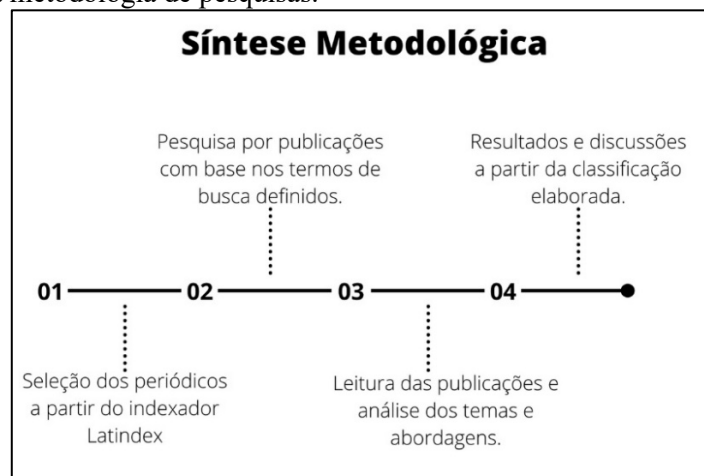 metodologia de pesquisas.
Síntese Metodológica
Pesquisa por publicações
com base nos termos de
busca definidos.
Resultados e discussões
a partir da classificação
elaborada.
01 02 03 04
Seleção dos periódicos
a partir do indexador
Latindex
Leitura das publicações e
análise dos temas e
abordagens.